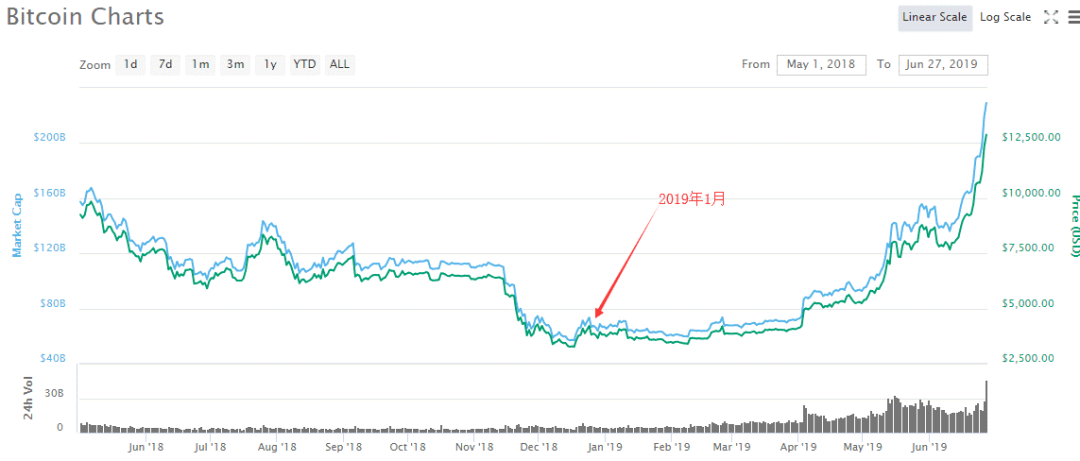 Bitcoin Charts
Linear Scale Log Scale
Zoom 1d 7d 1m 3m 1y YTD ALL
From May 1, 2018 To Jun 27, 2019
$200B
$160B
$120B
$80B
$40B
Market Cap
2019年1月
$12,500.00
$10,000.00
$7,500.00
$5,000.00
$2,500.00
Price (USD)
24h Vol
30B
0
Jun '18 Jul '18 Aug '18 Sep '18 Oct '18 Nov '18 Dec '18 Jan '19 Feb '19 Mar '19 Apr '19 May '19 Jun '19